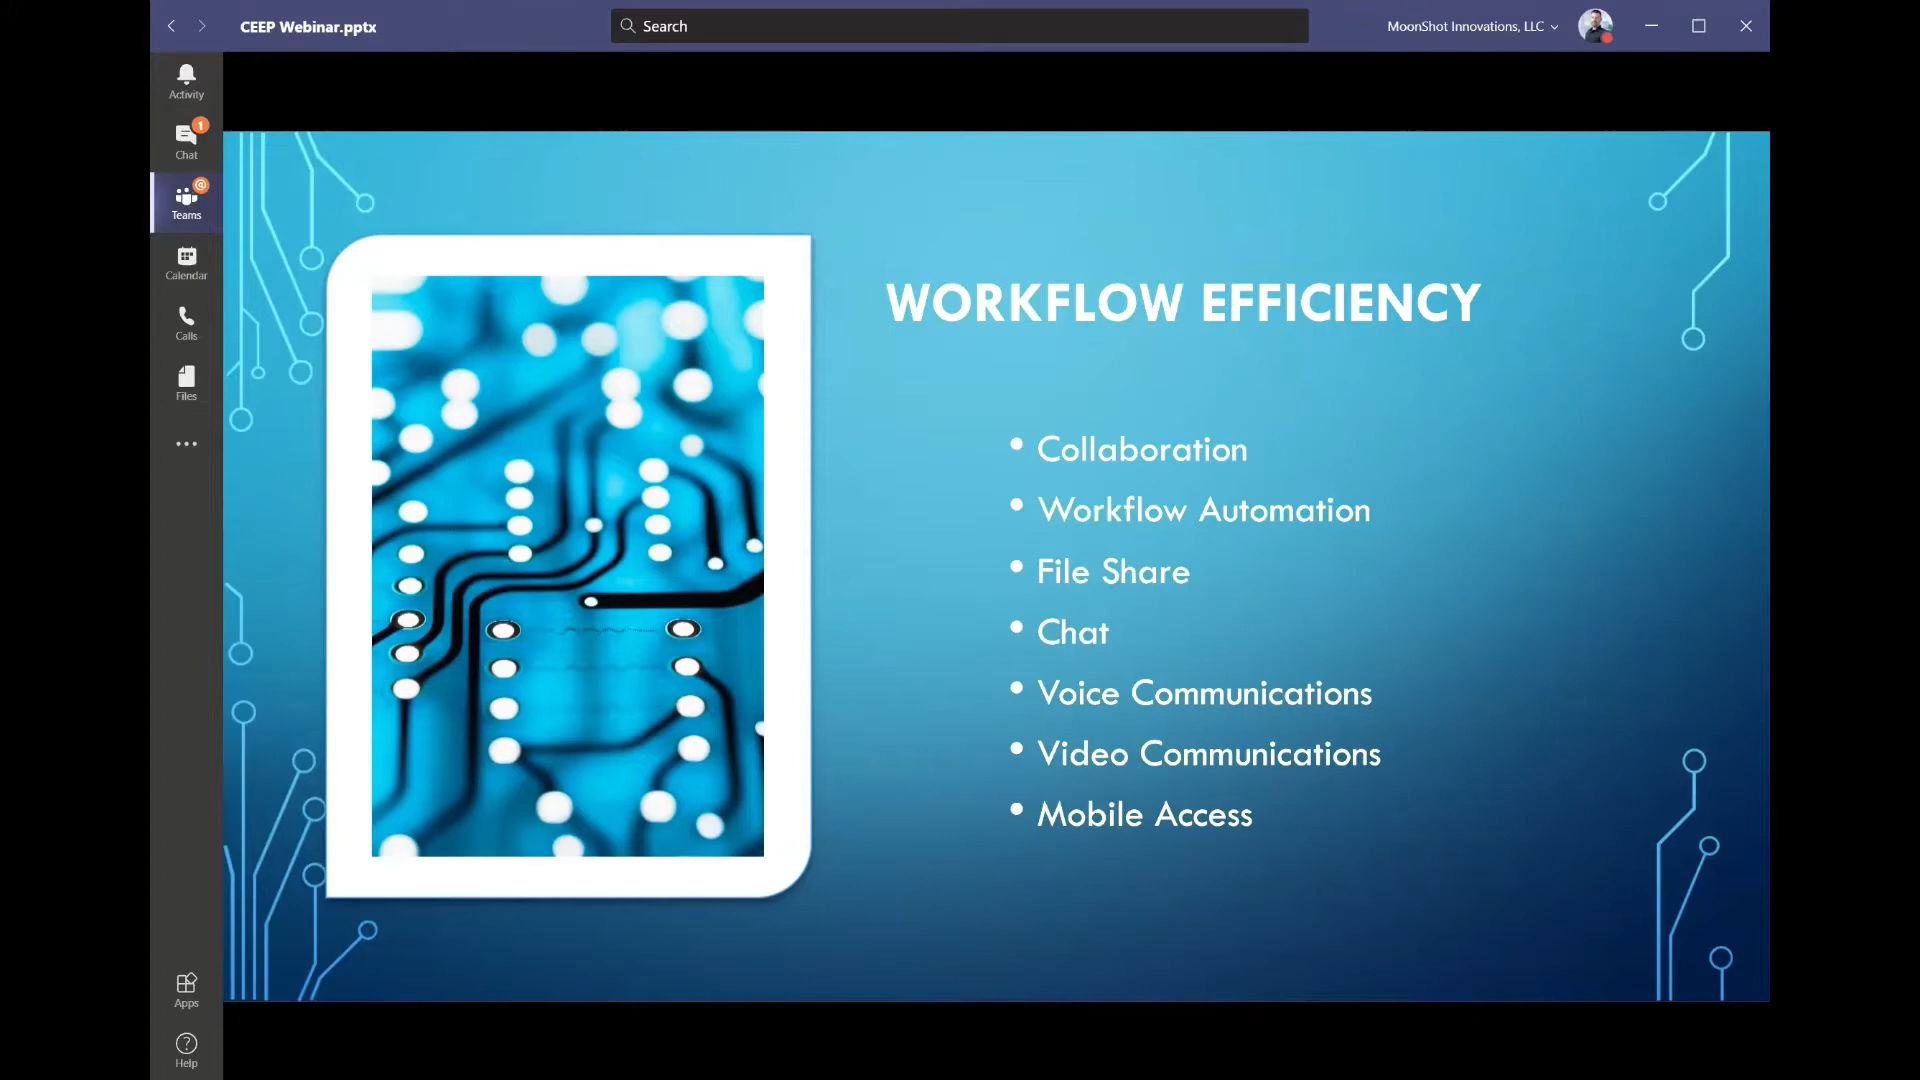 CEEP Webinar.pptx
Search
MoonShot Innovations, LLC
Activity
1
Chat
@
Teams
Calendar
Calls
Files
Apps
?
Help
WORKFLOW EFFICIENCY
• Collaboration
• Workflow Automation
• File Share
• Chat
• Voice Communications
• Video Communications
• Mobile Access